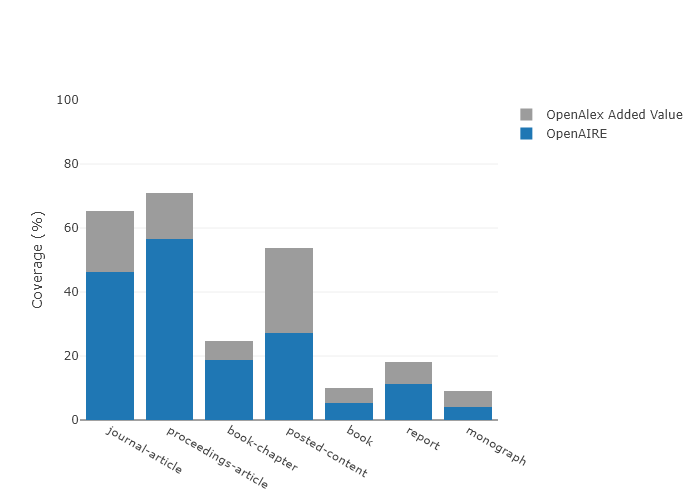 100
80
60
40
20
0
Coverage (%)
journal-article
proceedings-article
book-chapter
posted-content
book
report
monograph
OpenAlex Added Value
OpenAIRE